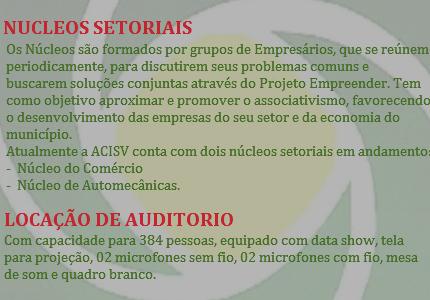 NUCLEOS SETORIAIS
Os Núcleos são formados por grupos de Empresários, que se reúnem
periodicamente, para discutirem seus problemas comuns e
buscarem soluções conjuntas através do Projeto Empreender. Tem
como objetivo aproximar e promover o associativismo, favorecendo
o desenvolvimento das empresas do seu setor e da economia do
município.
Atualmente a ACISV conta com dois núcleos setoriais em andamento:
- Núcleo do Comércio
- Núcleo de Automecânicas.
LOCAÇÃO DE AUDITORIO
Com capacidade para 384 pessoas, equipado com data show, tela
para projeção, 02 microfones sem fio, 02 microfones com fio, mesa
de som e quadro branco.